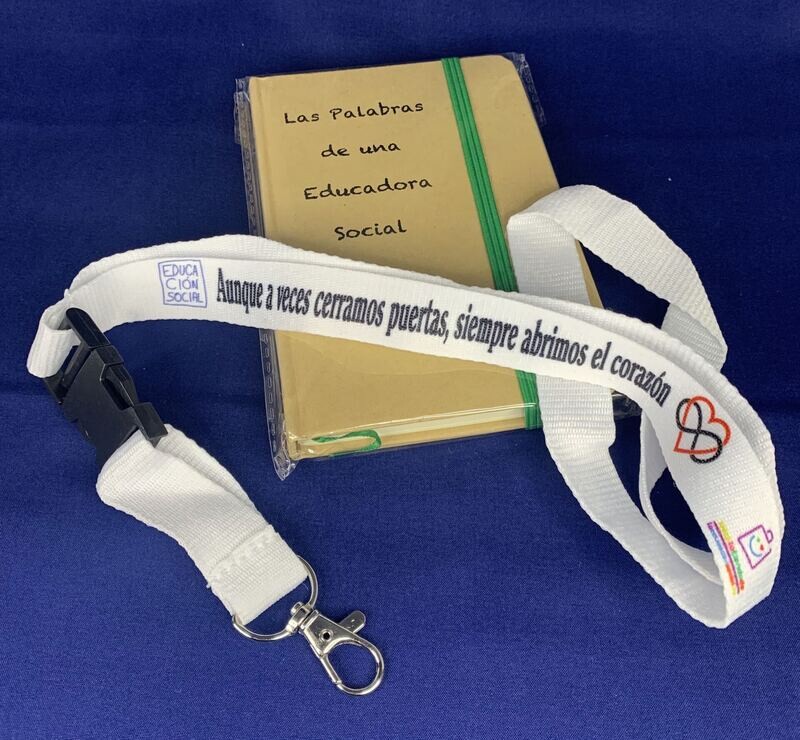 Las Palabras
de una
Educadora
Social
EDUCA
CIÓN
SOCIAL
Aunque a veces cerramos puertas, siempre abrimos el corazón